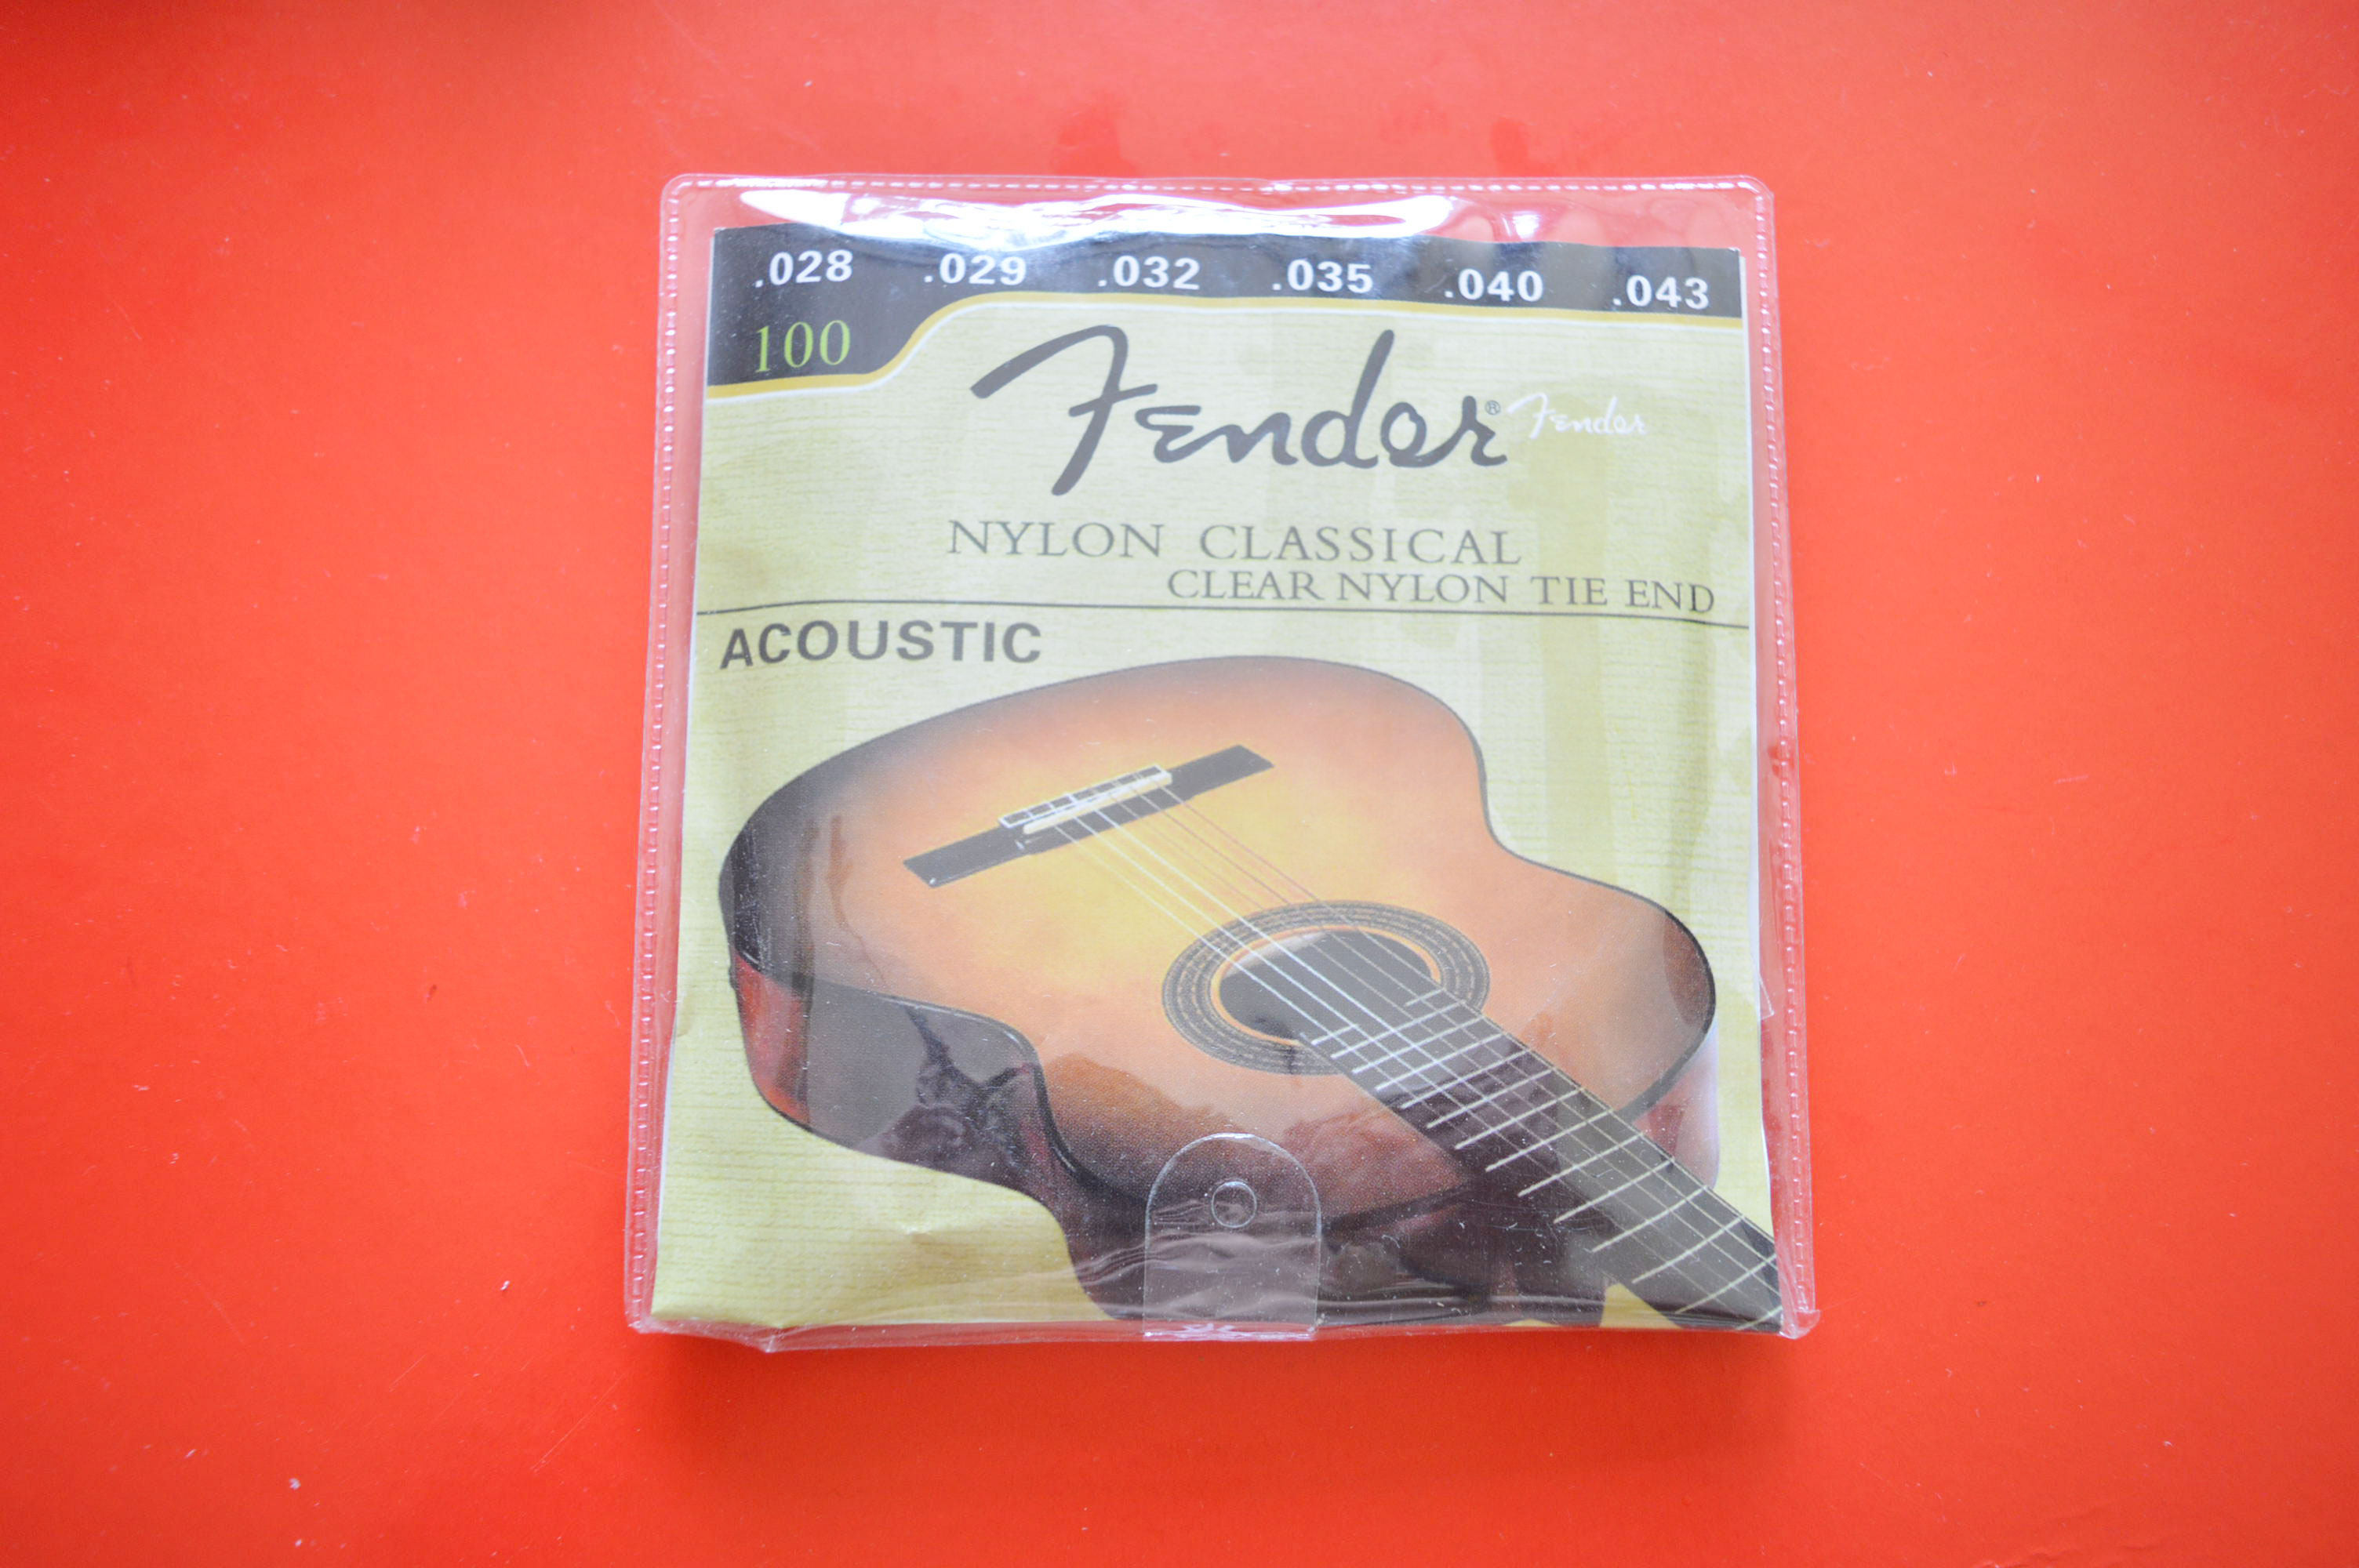 .028 .029 .032 .035 .040 .043
100
Fender® Fender
NYLON CLASSICAL
CLEAR NYLON TIE END
ACOUSTIC